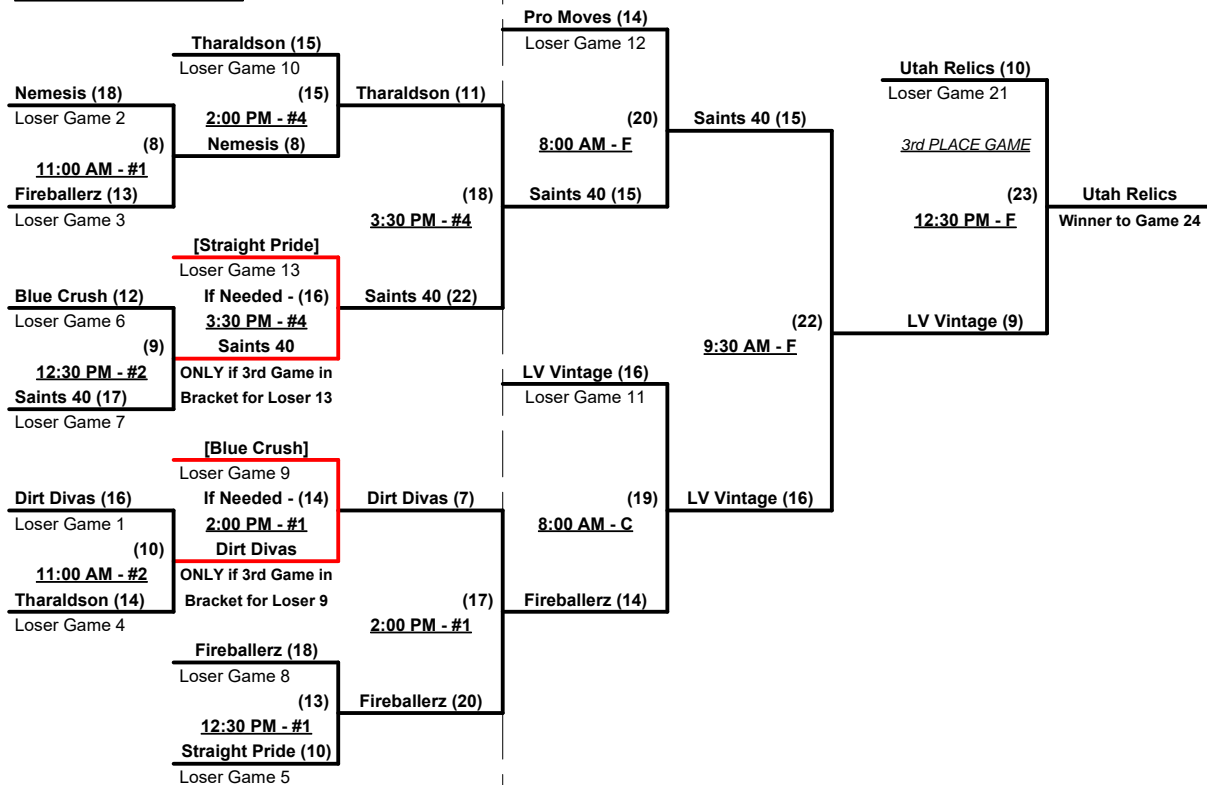 Pro Moves (14)
Loser Game 12
Tharaldson (15)
Loser Game 10
Utah Relics (10)
Loser Game 21
Nemesis (18)
Loser Game 2
(15)
2:00 PM - #4
Tharaldson (11)
(20)
8:00 AM - F
Saints 40 (15)
3rd PLACE GAME
(8)
11:00 AM - #1
Nemesis (8)
Fireballerz (13)
Loser Game 3
(18)
3:30 PM - #4
Saints 40 (15)
(23)
12:30 PM - F
Utah Relics
Winner to Game 24
[Straight Pride]
Loser Game 13
Blue Crush (12)
Loser Game 6
If Needed - (16)
3:30 PM - #4
Saints 40 (22)
(22)
9:30 AM - F
LV Vintage (9)
(9)
12:30 PM - #2
Saints 40
ONLY if 3rd Game in
Bracket for Loser 13
Saints 40 (17)
Loser Game 7
LV Vintage (16)
Loser Game 11
[Blue Crush]
Loser Game 9
Dirt Divas (16)
Loser Game 1
If Needed - (14)
2:00 PM - #1
Dirt Divas (7)
(19)
8:00 AM - C
LV Vintage (16)
(10)
11:00 AM - #2
Dirt Divas
ONLY if 3rd Game in
Bracket for Loser 9
Tharaldson (14)
Loser Game 4
(17)
2:00 PM - #1
Fireballerz (14)
Fireballerz (18)
Loser Game 8
(13)
12:30 PM - #1
Fireballerz (20)
Straight Pride (10)
Loser Game 5